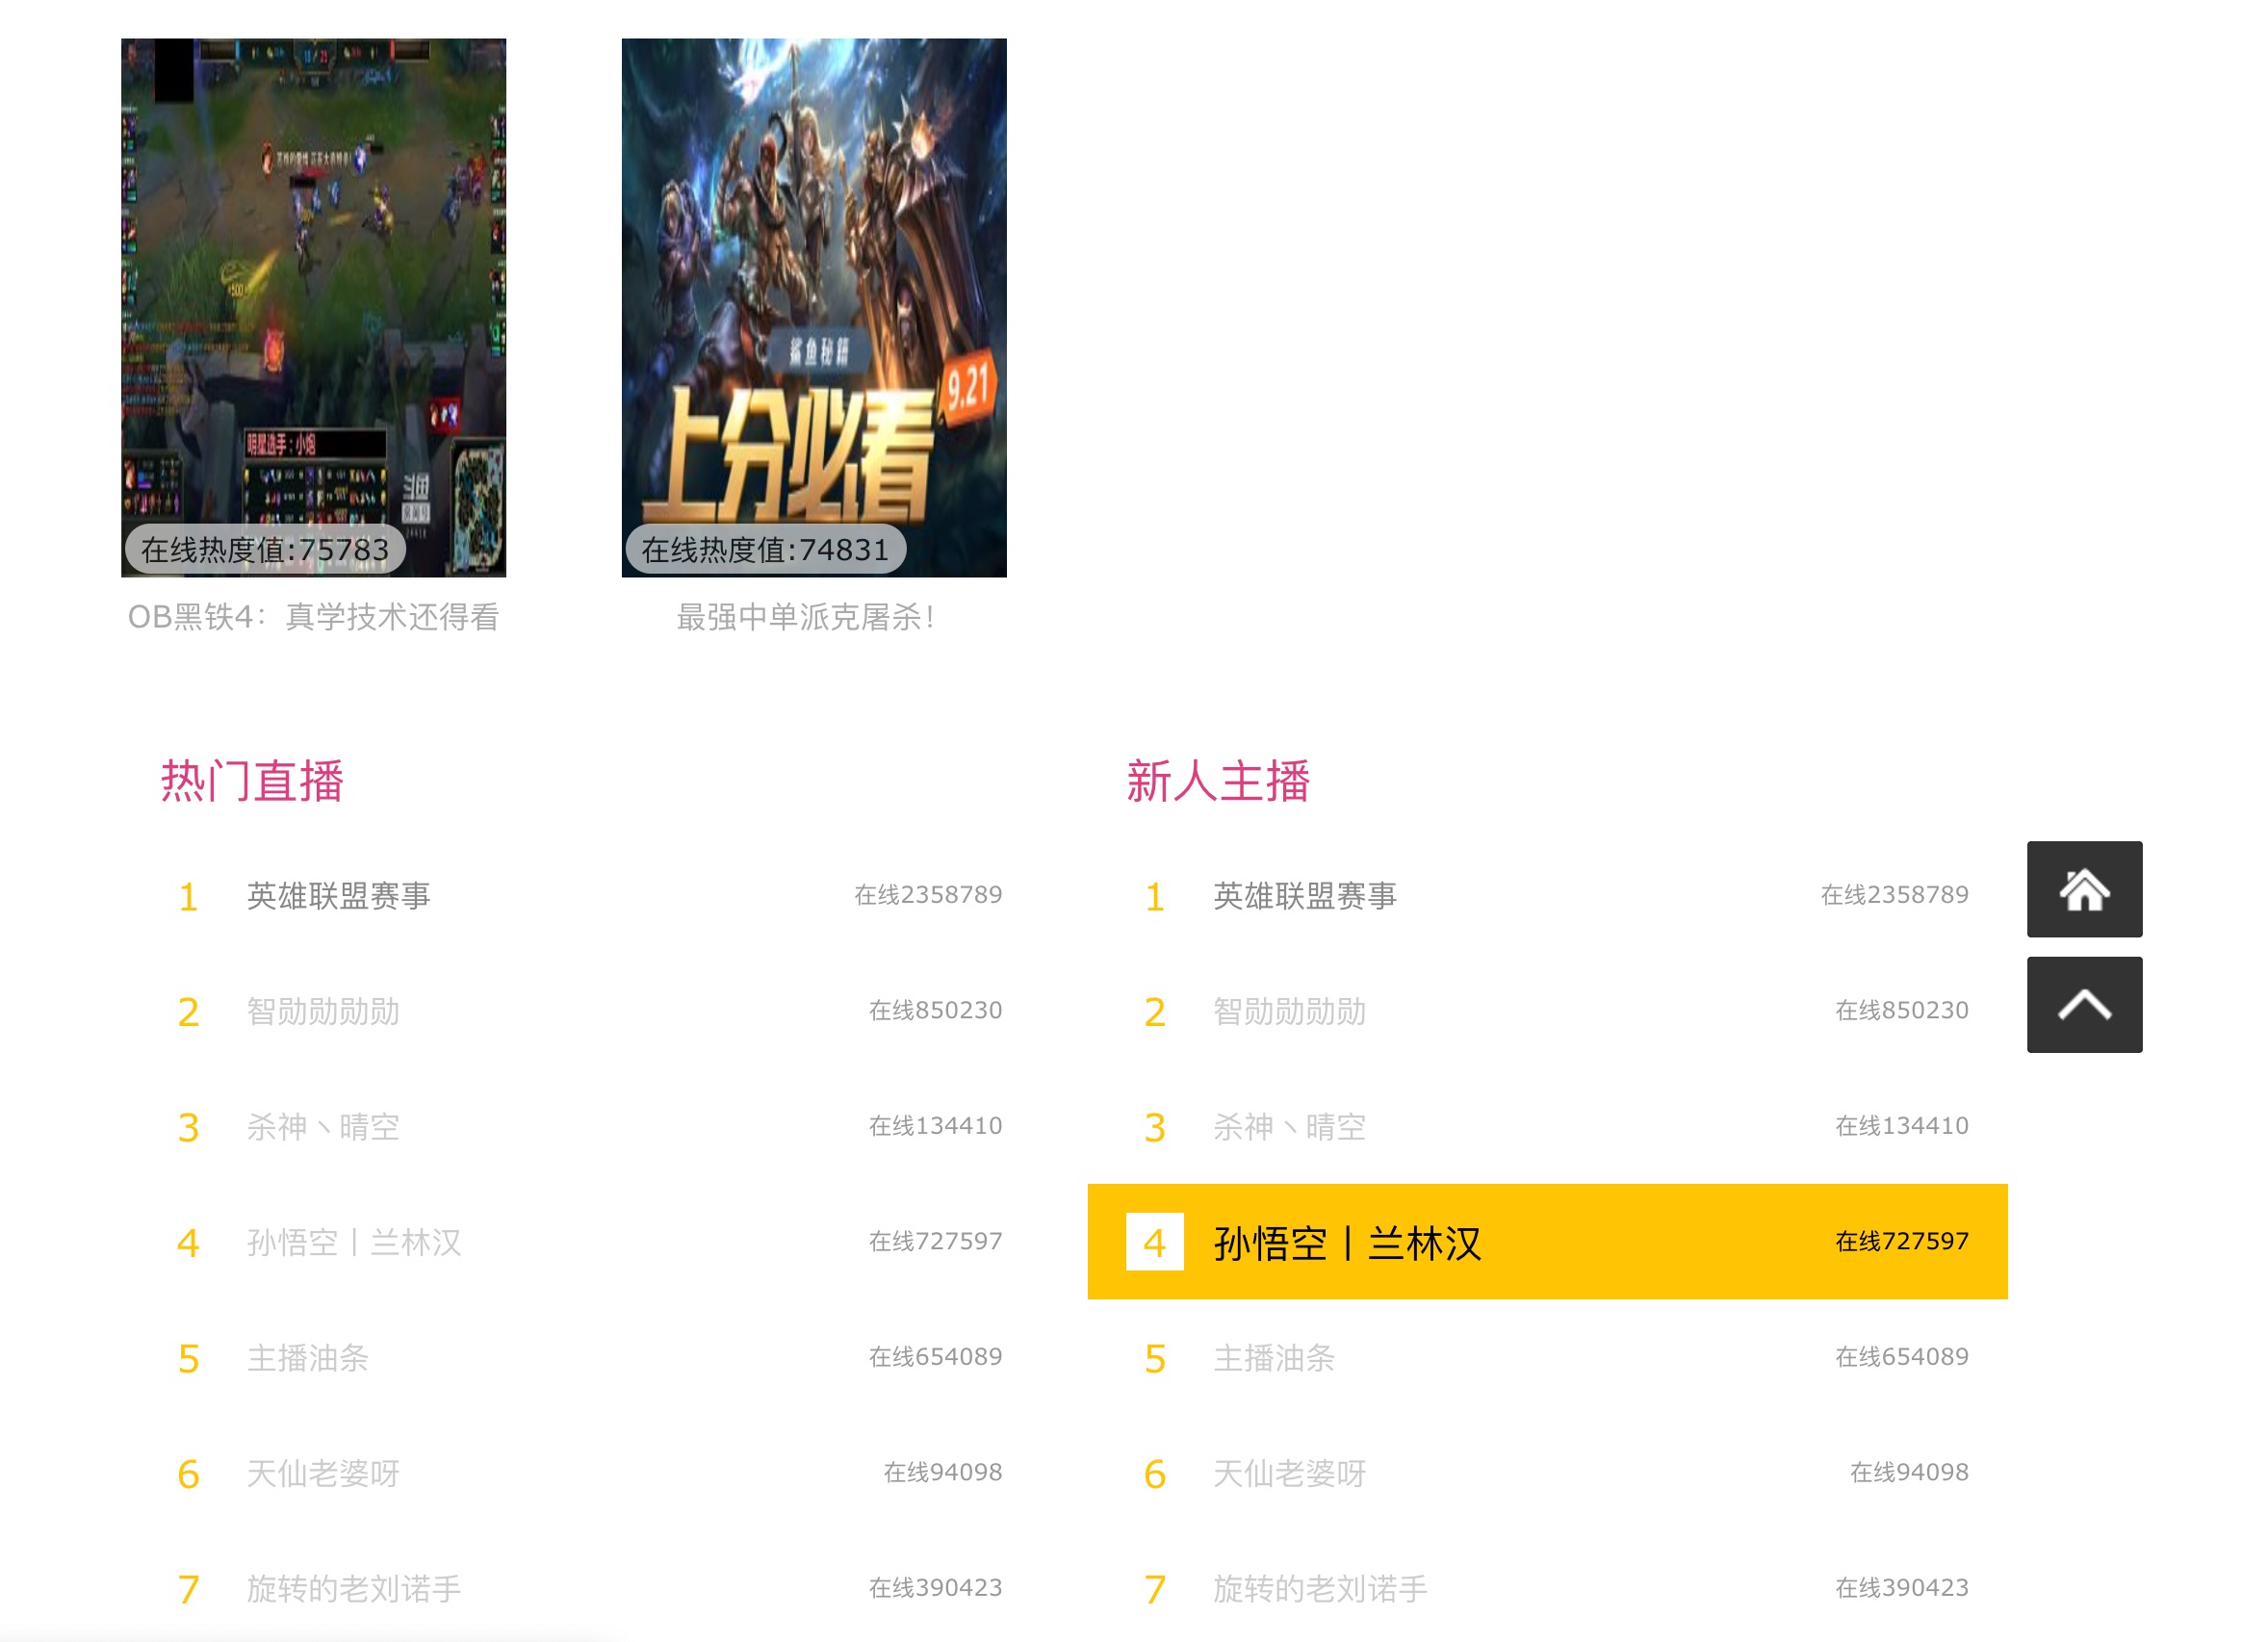 明星选手：小炮
+500
斗鱼
鲨鱼秘籍
9.21
上分必看
在线热度值:75783
在线热度值:74831
OB黑铁4：真学技术还得看
最强中单派克屠杀！
热门直播
1 英雄联盟赛事 在线2358789
2 智勋勋勋勋 在线850230
3 杀神丶晴空 在线134410
4 孙悟空丨兰林汉 在线727597
5 主播油条 在线654089
6 天仙老婆呀 在线94098
7 旋转的老刘诺手 在线390423
新人主播
1 英雄联盟赛事 在线2358789
2 智勋勋勋勋 在线850230
3 杀神丶晴空 在线134410
4 孙悟空丨兰林汉 在线727597
5 主播油条 在线654089
6 天仙老婆呀 在线94098
7 旋转的老刘诺手 在线390423